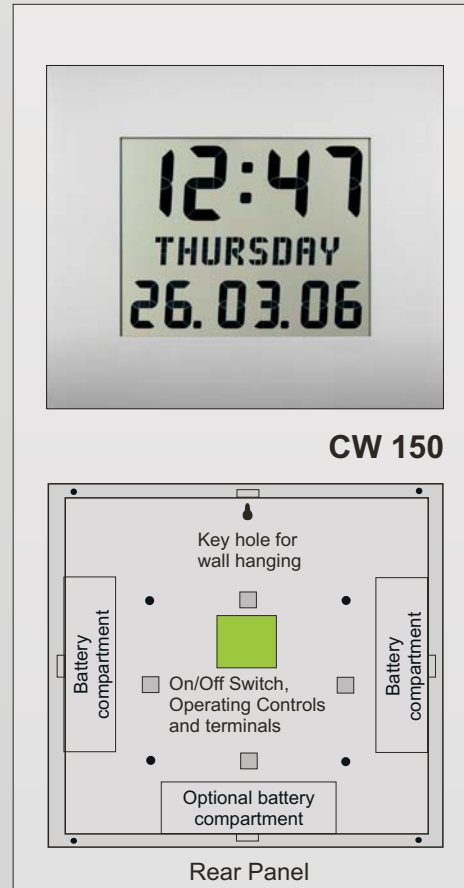 12:47
THURSDAY
26.03.06
CW 150
Key hole for
wall hanging
Battery
compartment
On/Off Switch,
Operating Controls
and terminals
Battery
compartment
Optional battery
compartment
Rear Panel